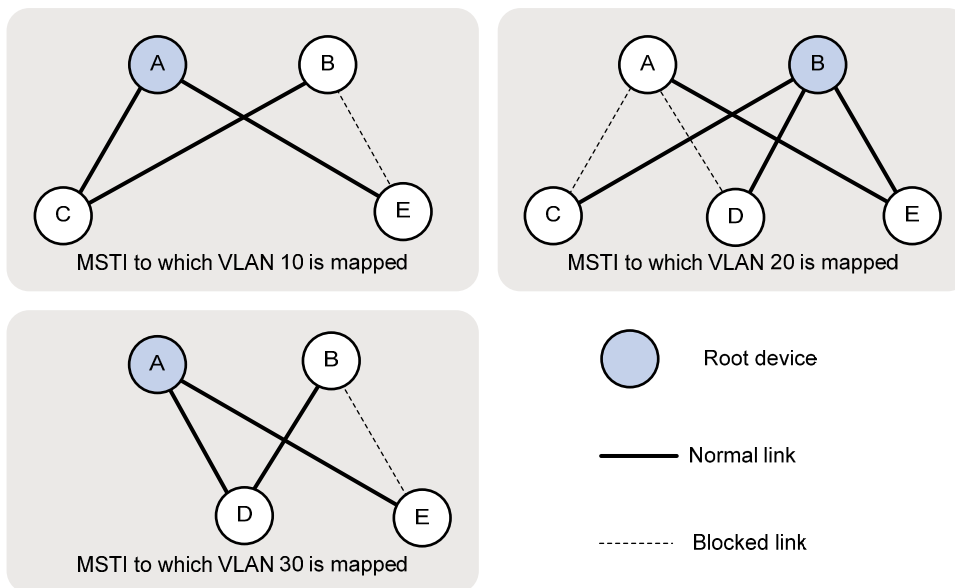 A
B
C
E
MSTI to which VLAN 10 is mapped
A
B
C
D
E
MSTI to which VLAN 20 is mapped
A
B
D
E
MSTI to which VLAN 30 is mapped
Root device
Normal link
Blocked link